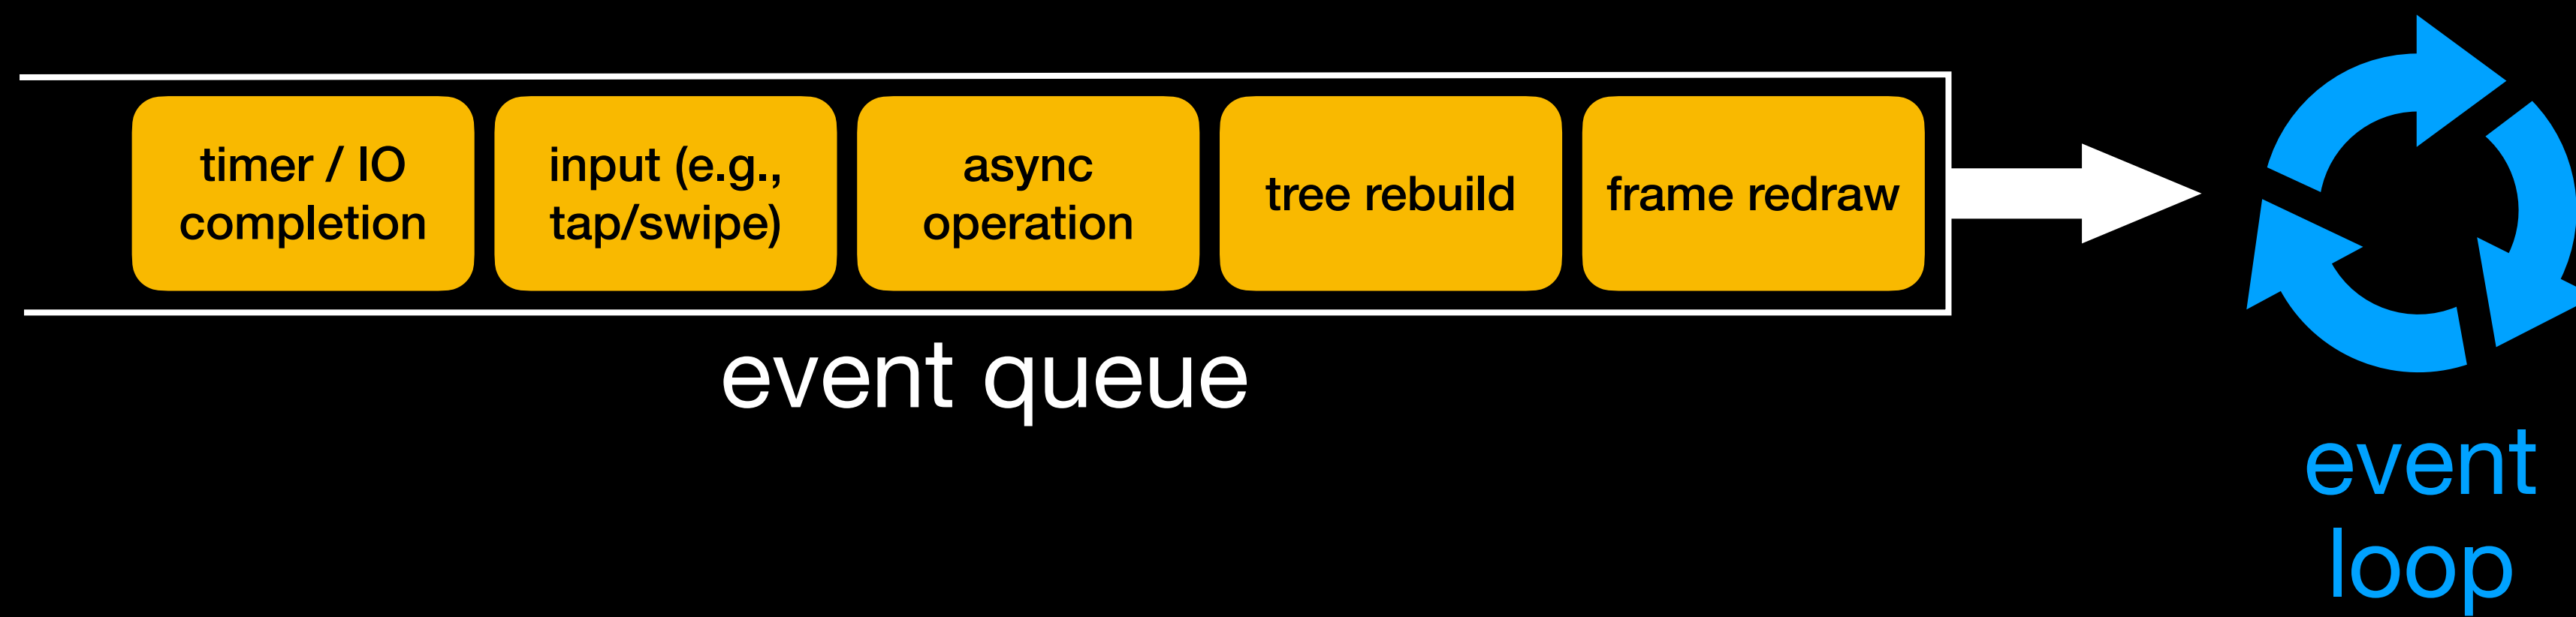 timer / IO
completion
input (e.g.,
tap/swipe)
async
operation
tree rebuild
frame redraw
event queue
event
loop